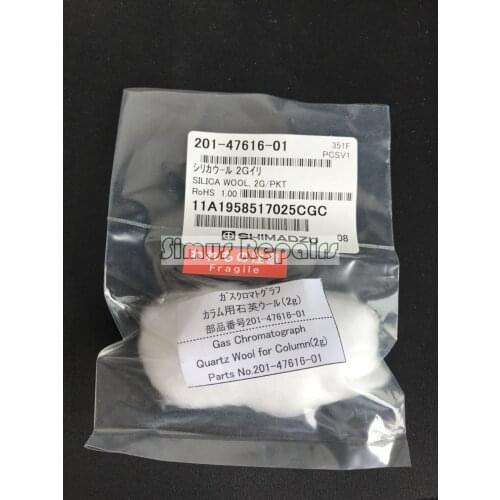 201-47616-01
351F
PCSV1
シリカウール 2Gイリ
SILICA WOOL, 2G/PKT
RoHS 1.00
11A1958517025CGC
SHIMADZU
08
Simus Repairs
Fragile
ガスクロマトグラフ
カラム用石英ウール(2g)
部品番号201-47616-01
Gas Chromatograph
Quartz Wool for Column(2g)
Parts No.201-47616-01